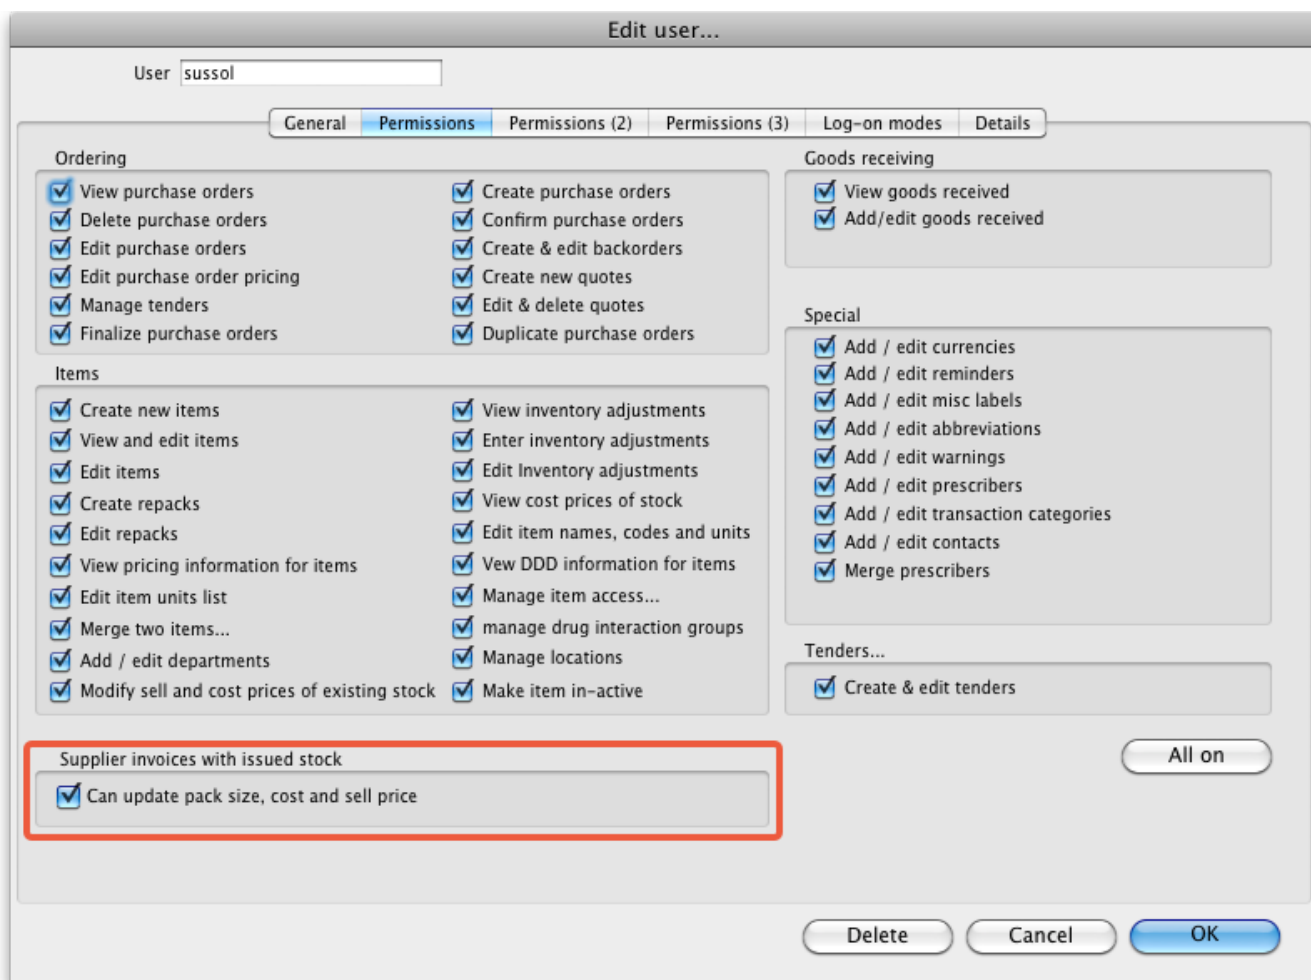 Edit user...
User sussol
General Permissions Permissions (2) Permissions (3) Log-on modes Details
Ordering
View purchase orders
Delete purchase orders
Edit purchase orders
Edit purchase order pricing
Manage tenders
Finalize purchase orders
Create purchase orders
Confirm purchase orders
Create & edit backorders
Create new quotes
Edit & delete quotes
Duplicate purchase orders
Items
Create new items
View and edit items
Edit items
Create repacks
Edit repacks
View pricing information for items
Edit item units list
Merge two items...
Add / edit departments
Modify sell and cost prices of existing stock
View inventory adjustments
Enter inventory adjustments
Edit Inventory adjustments
View cost prices of stock
Edit item names, codes and units
Vew DDD information for items
Manage item access...
manage drug interaction groups
Manage locations
Make item in-active
Supplier invoices with issued stock
Can update pack size, cost and sell price
Goods receiving
View goods received
Add/edit goods received
Special
Add / edit currencies
Add / edit reminders
Add / edit misc labels
Add / edit abbreviations
Add / edit warnings
Add / edit prescribers
Add / edit transaction categories
Add / edit contacts
Merge prescribers
Tenders...
Create & edit tenders
All on
Delete Cancel OK